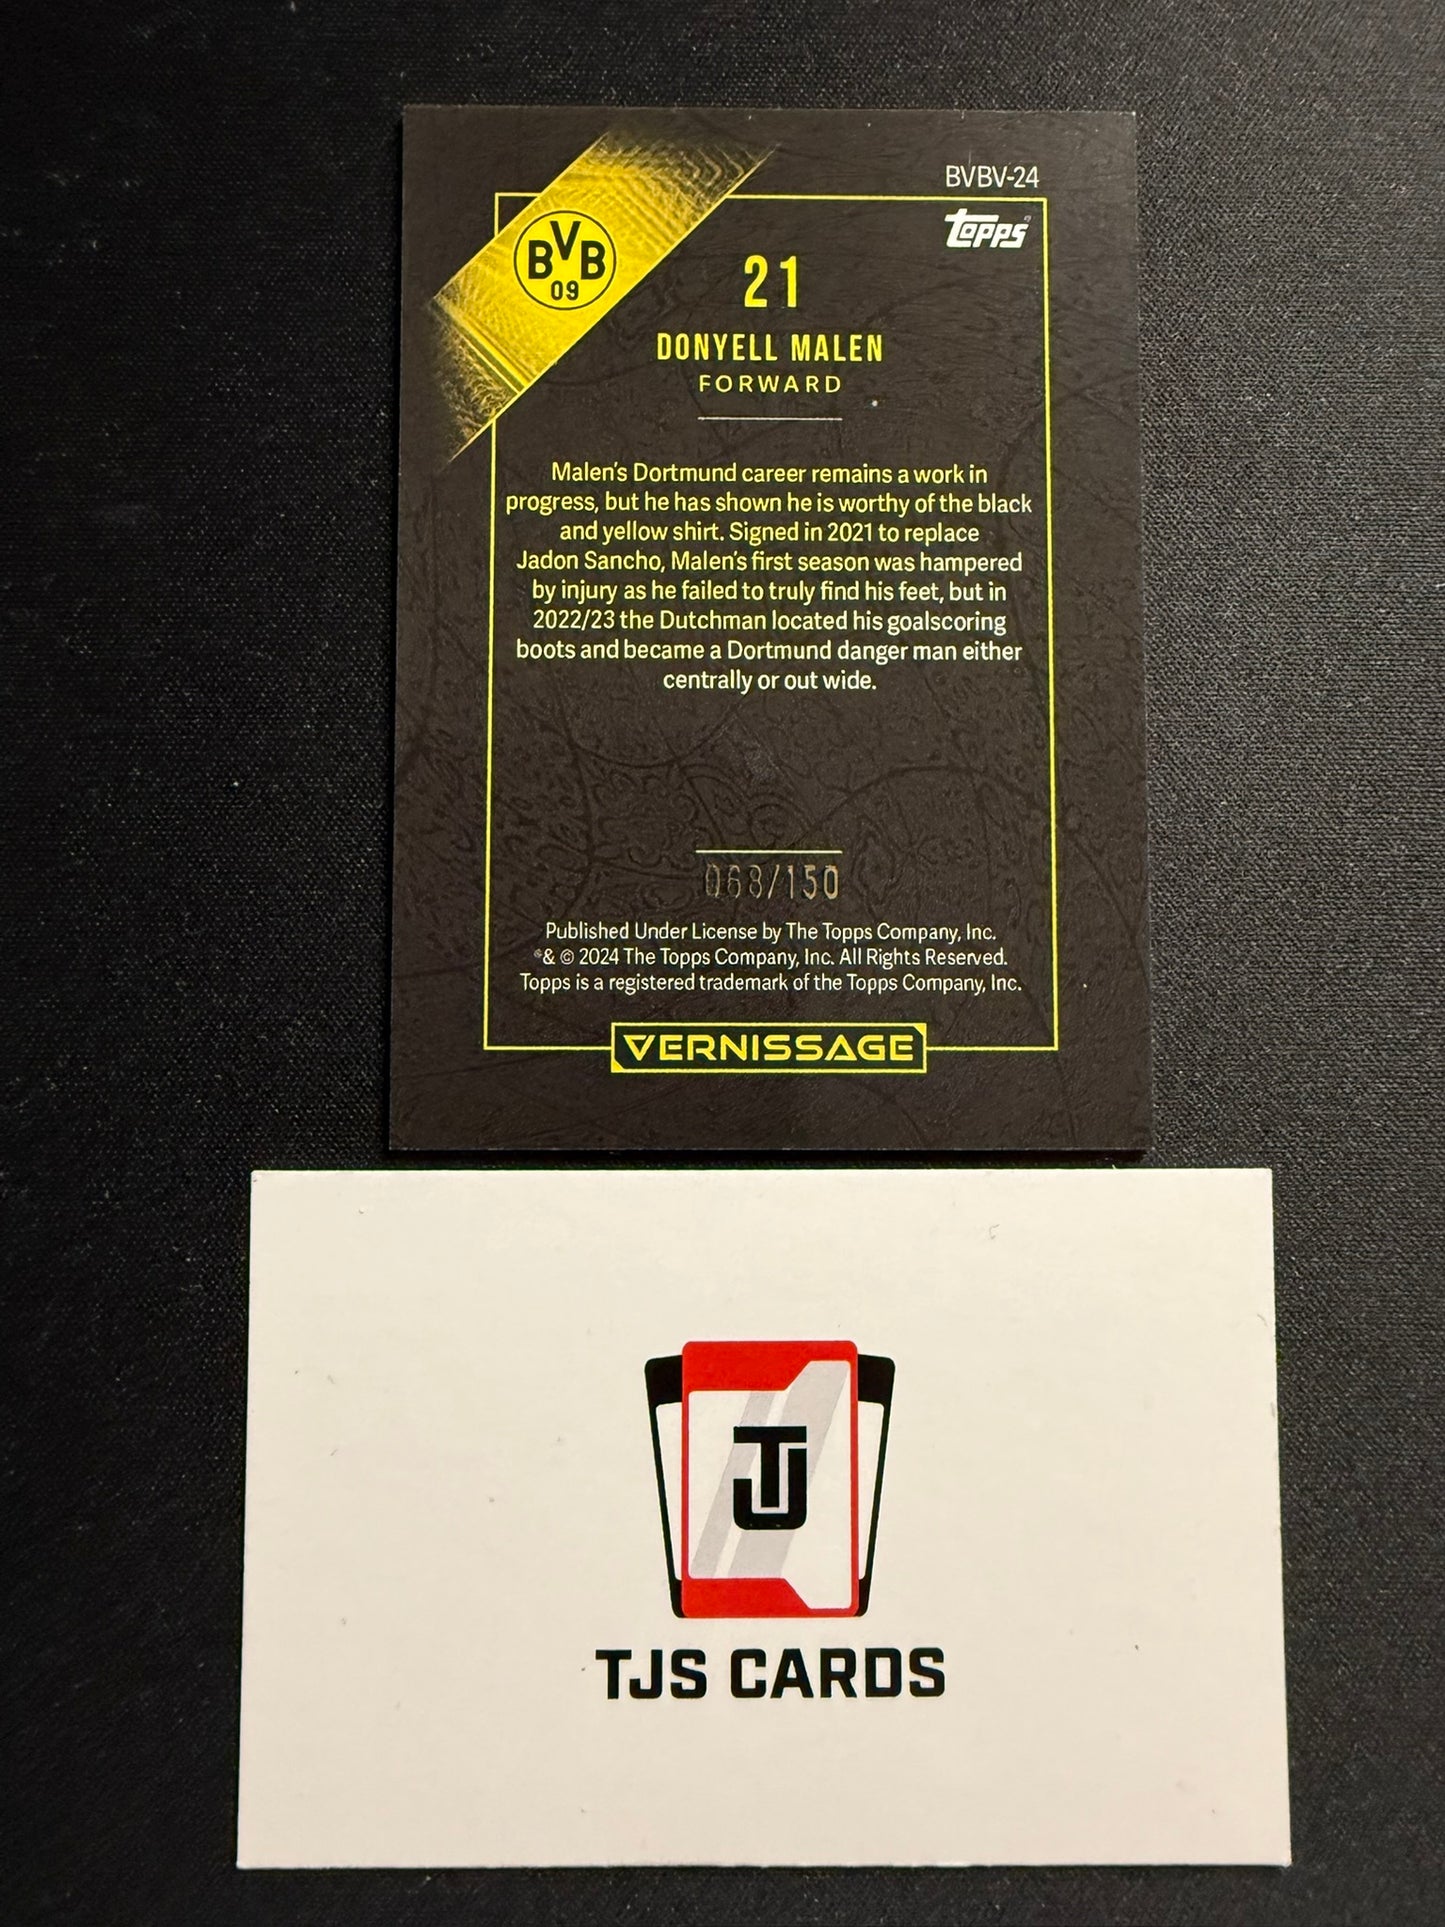 BVBV-24
Topps
BVB
09
21
DONYELL MALEN
FORWARD
Malen's Dortmund career remains a work in
progress, but he has shown he is worthy of the black
and yellow shirt. Signed in 2021 to replace
Jadon Sancho, Malen's first season was hampered
by injury as he failed to truly find his feet, but in
2022/23 the Dutchman located his goalscoring
boots and became a Dortmund danger man either
centrally or out wide.
068/150
Published Under License by The Topps Company, Inc.
®& © 2024 The Topps Company, Inc. All Rights Reserved.
Topps is a registered trademark of the Topps Company, Inc.
VERNISSAGE
TJ
TJS CARDS